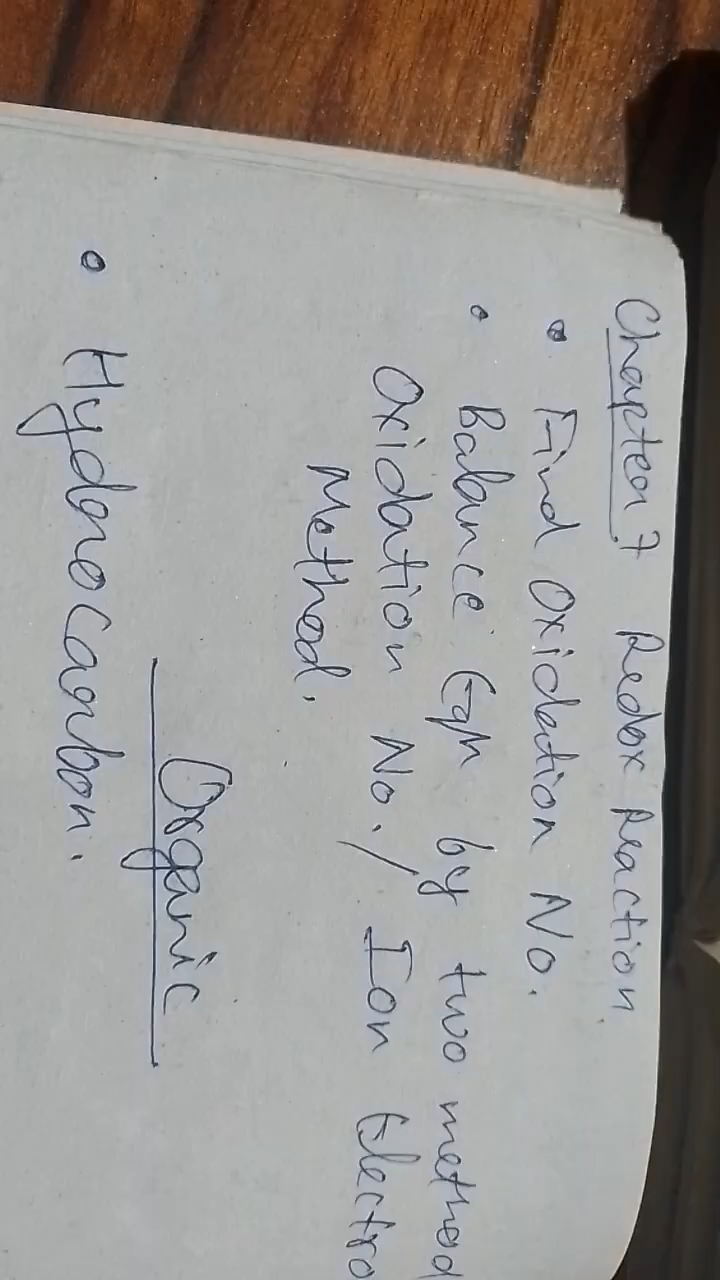 Chapter 7 Redox Reaction.
• Find Oxidation No.
• Balance Eqn by two method
Oxidation No./ Ion Electro
Method.
Organic
• Hydrocarbon.